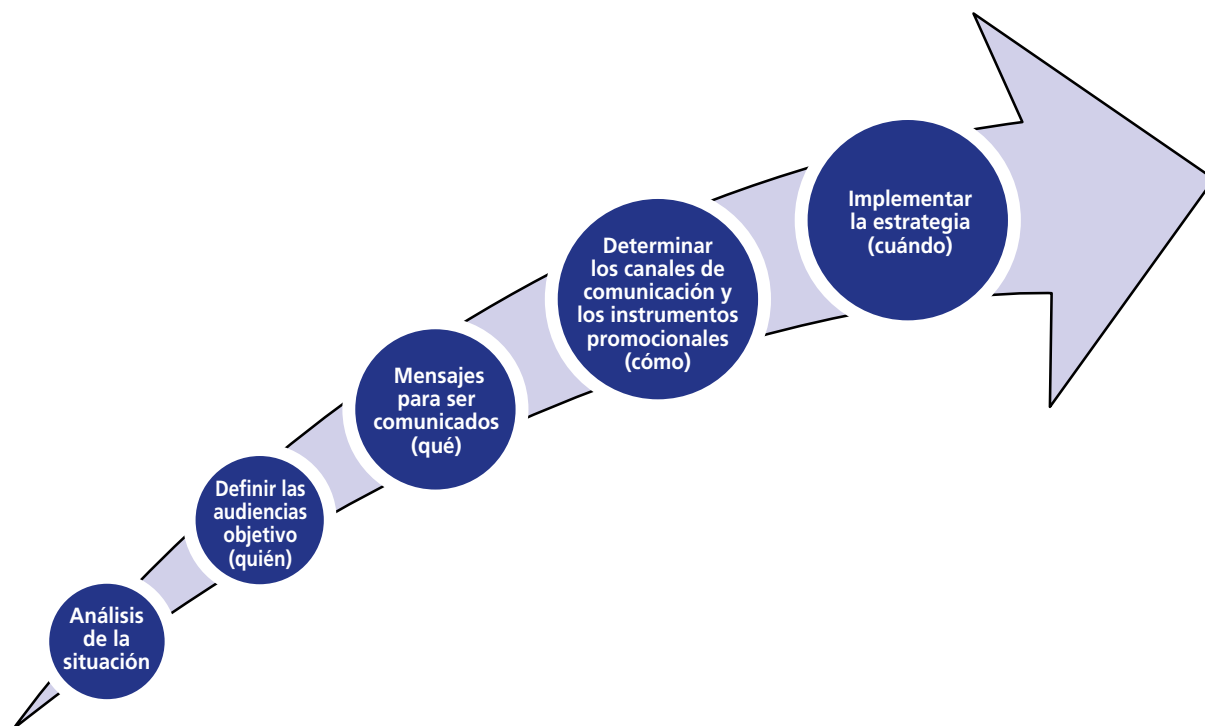 Análisis
de la
situación
Definir las
audiencias
objetivo
(quién)
Mensajes
para ser
comunicados
(qué)
Determinar
los canales de
comunicación y
los instrumentos
promocionales
(cómo)
Implementar
la estrategia
(cuándo)